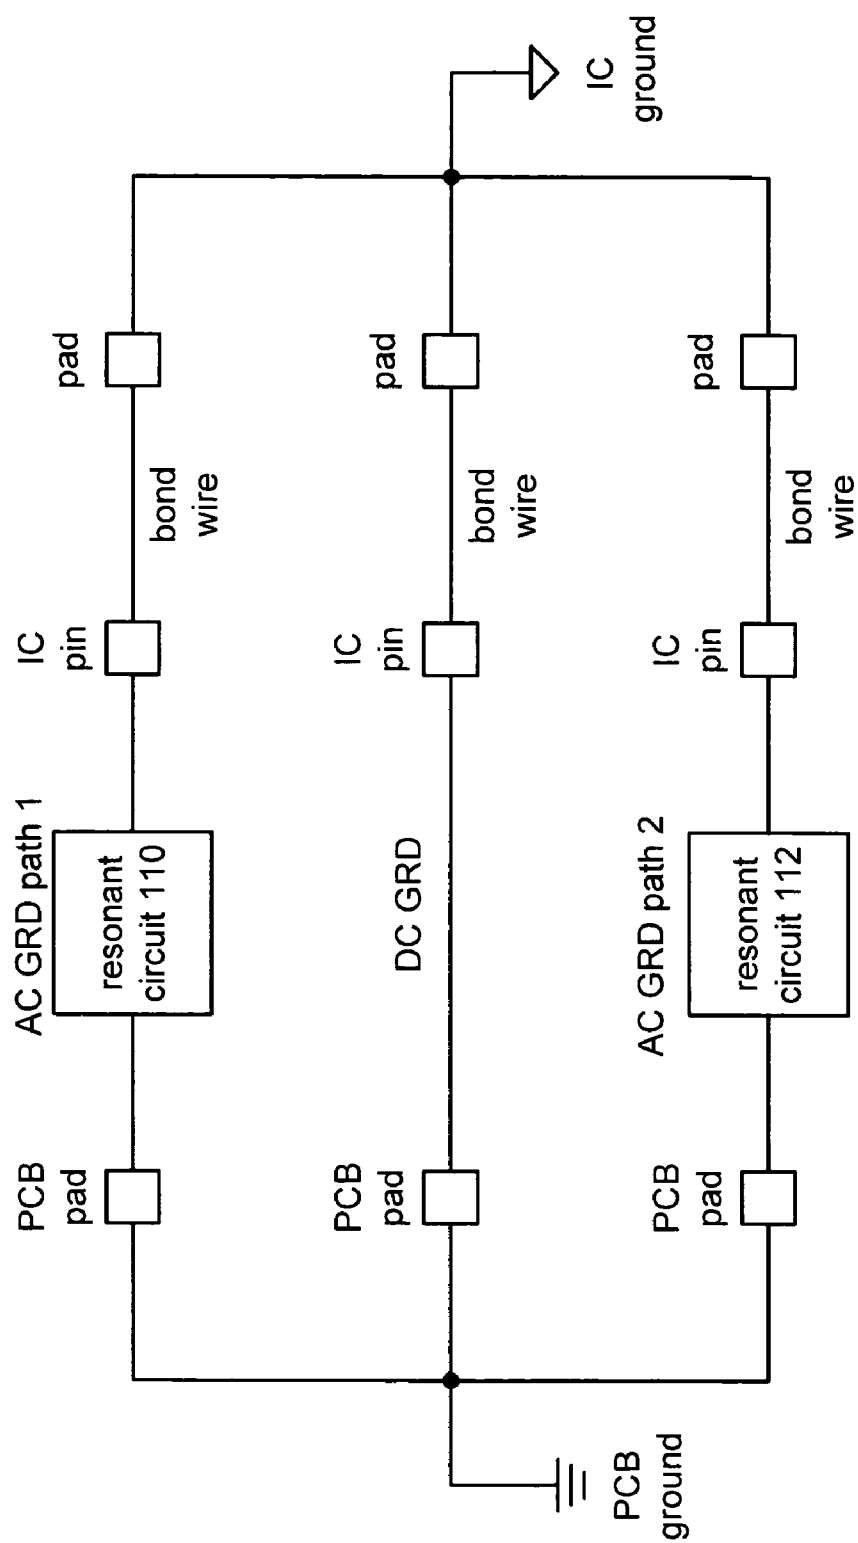 AC GRD path 1
PCB
pad
resonant
circuit 110
IC
pin
bond
wire
pad
PCB
pad
DC GRD
IC
pin
bond
wire
pad
PCB
ground
IC
ground
AC GRD path 2
PCB
pad
resonant
circuit 112
IC
pin
bond
wire
pad